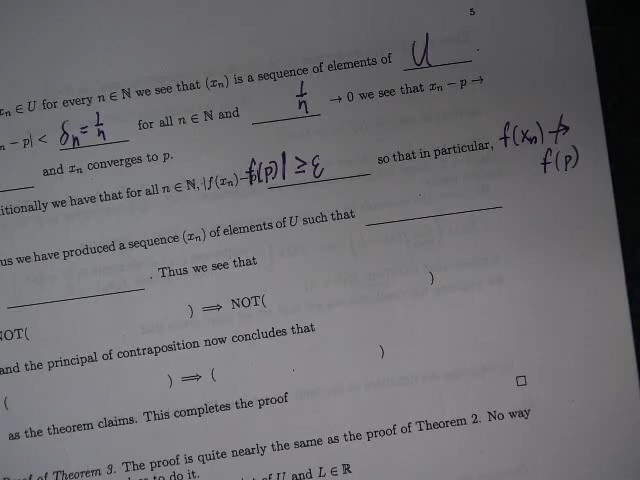 5
x_n ∈ U for every n ∈ ℕ we see that (x_n) is a sequence of elements of U.
n − p| < δ_n = 1/n for all n ∈ ℕ and 1/n → 0 we see that x_n − p →
and x_n converges to p.
itionally we have that for all n ∈ ℕ, |f(x_n) − f(p)| ≥ ε so that in particular, f(x_n) ↛
f(p)
us we have produced a sequence (x_n) of elements of U such that
. Thus we see that
NOT( ) ⟹ NOT( )
and the principal of contraposition now concludes that
( ) ⟹ ( )
as the theorem claims. This completes the proof □
Proof of Theorem 3. The proof is quite nearly the same as the proof of Theorem 2. No way
to do it.
of U and L ∈ ℝ